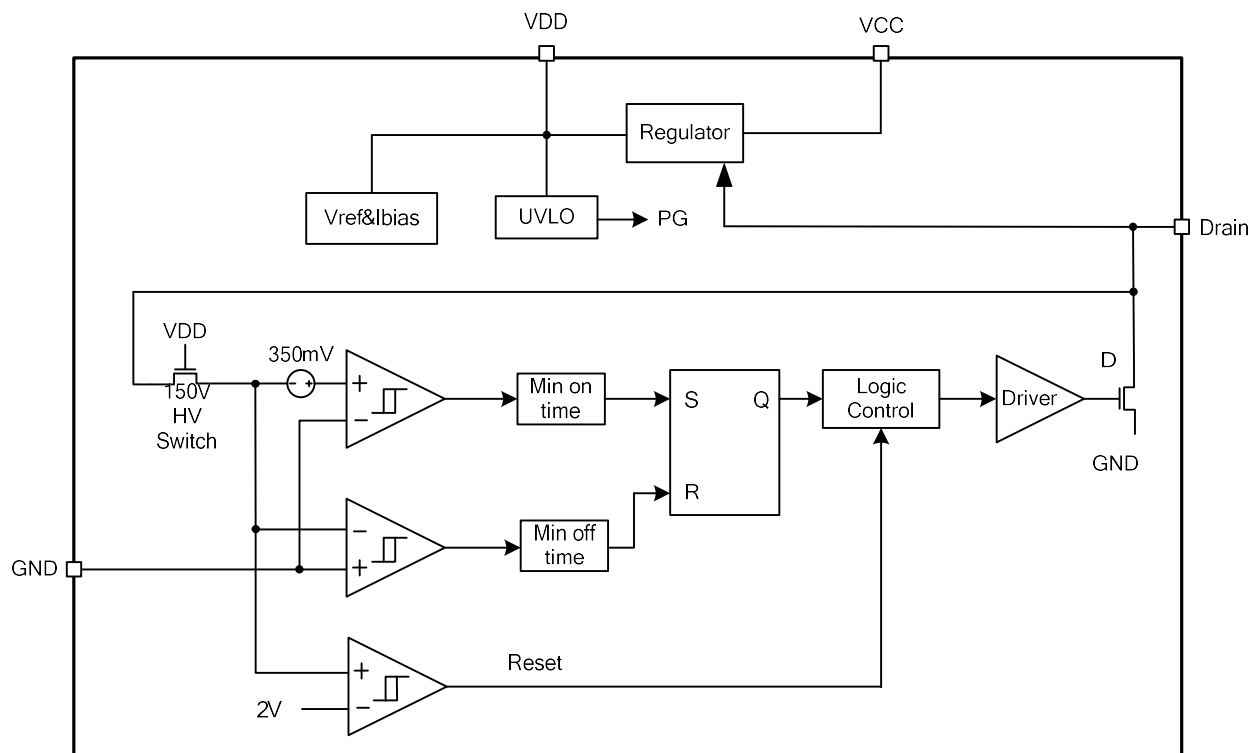 VDD
VCC
Regulator
Vref&Ibias
UVLO
PG
Drain
VDD
350mV
150V
HV
Switch
+
-
- +
Min on
time
S
Q
Logic
Control
Driver
D
GND
R
-
+
Min off
time
GND
+
-
2V
Reset